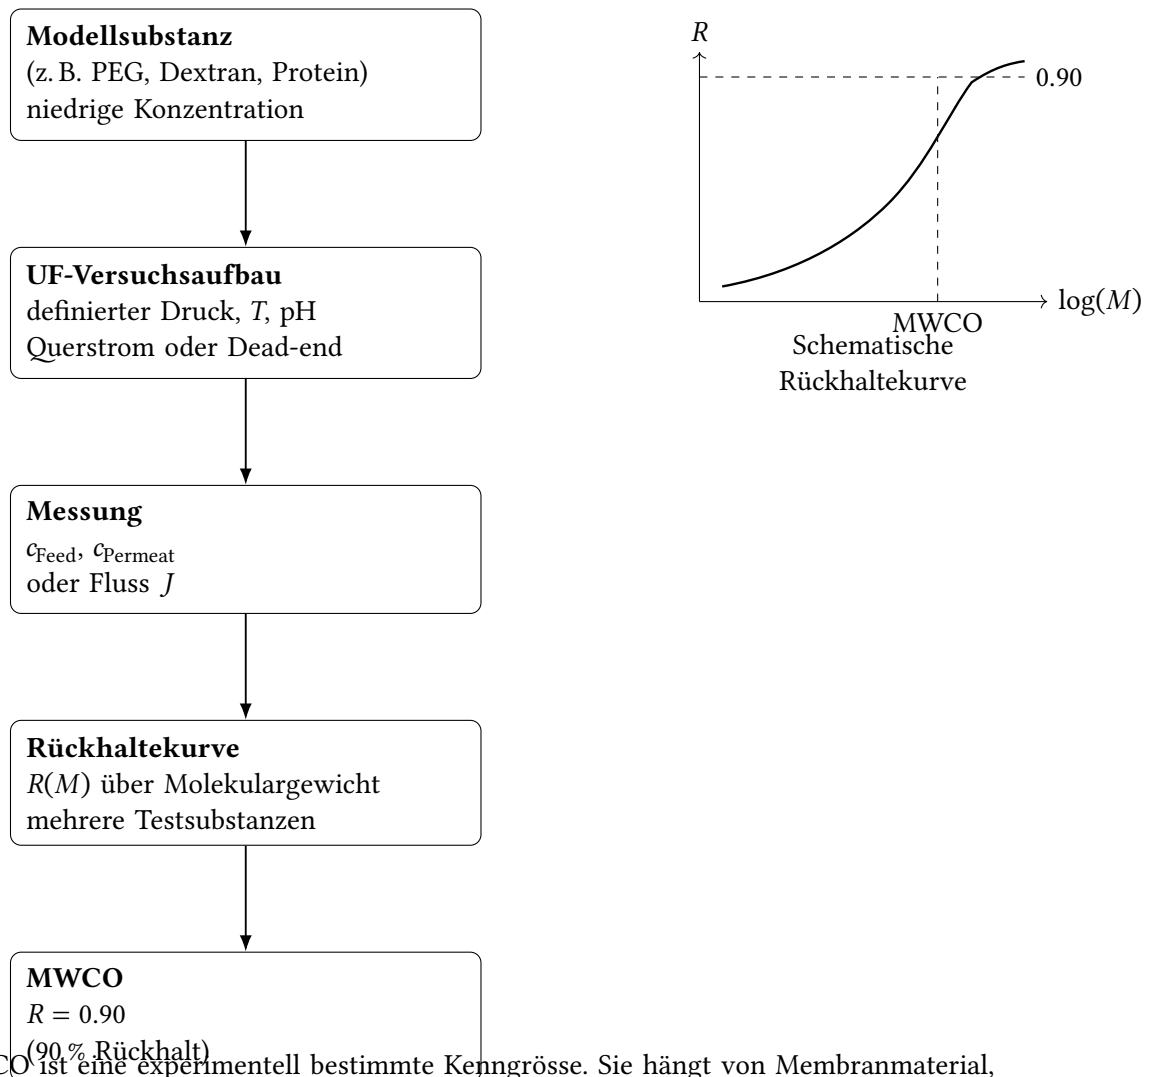 Modellsubstanz
(z. B. PEG, Dextran, Protein)
niedrige Konzentration
UF-Versuchsaufbau
definierter Druck, T, pH
Querstrom oder Dead-end
Messung
cFeed, cPermeat
oder Fluss J
Rückhaltekurve
R(M) über Molekulargewicht
mehrere Testsubstanzen
MWCO
R = 0.90
(90 % Rückhalt)
CO ist eine experimentell bestimmte Kenngrösse. Sie hängt von Membranmaterial,
R
0.90
log(M)
MWCO
Schematische
Rückhaltekurve